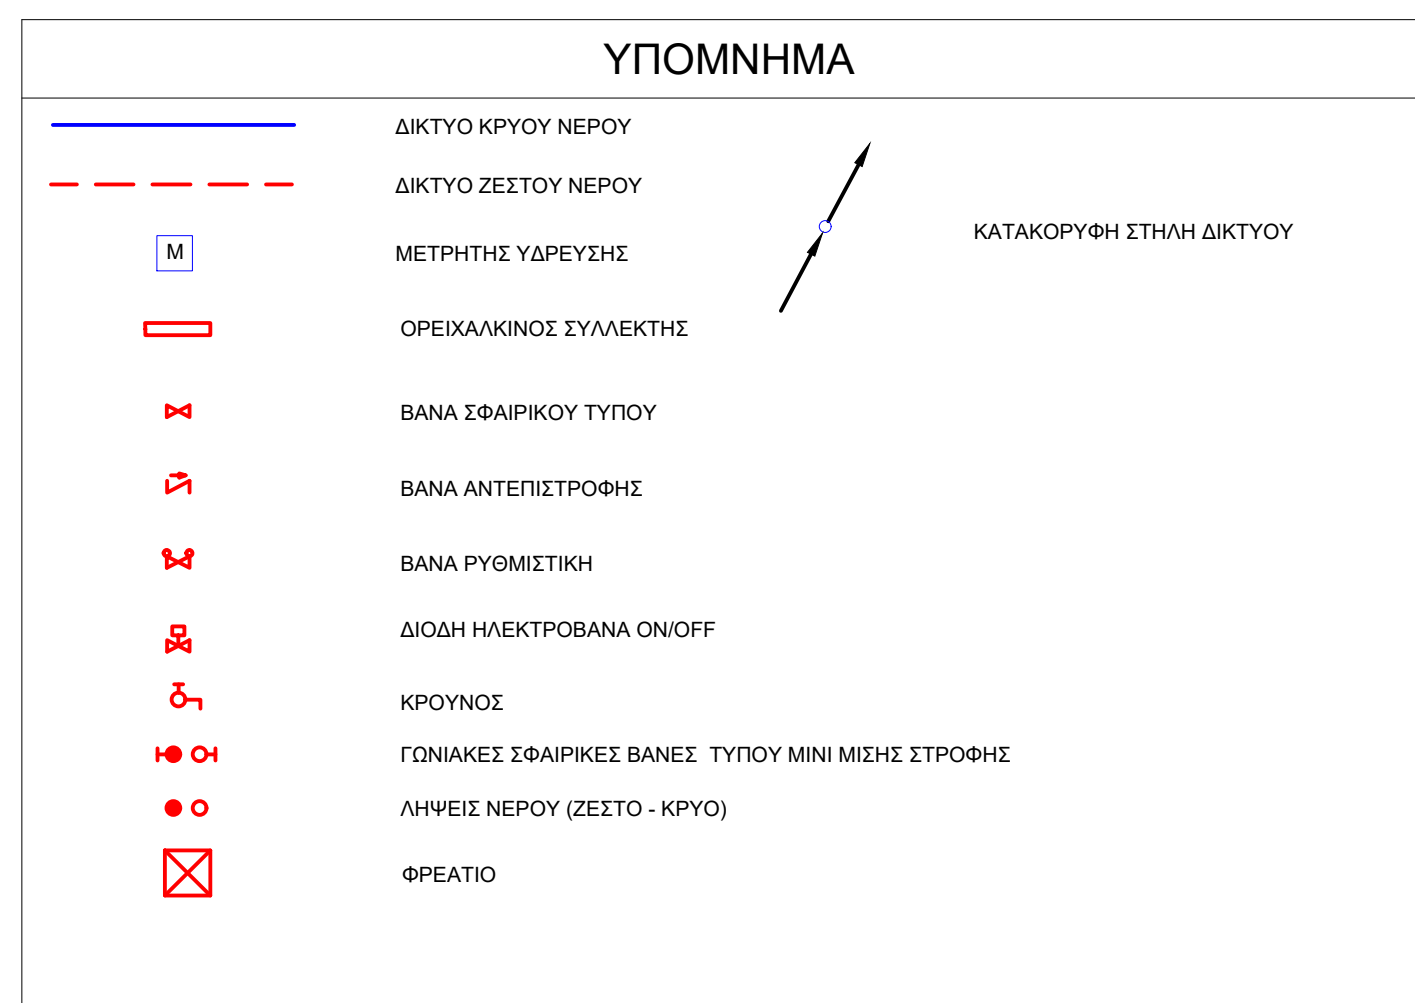 ΥΠΟΜΝΗΜΑ
ΔΙΚΤΥΟ ΚΡΥΟΥ ΝΕΡΟΥ
ΔΙΚΤΥΟ ΖΕΣΤΟΥ ΝΕΡΟΥ
ΚΑΤΑΚΟΡΥΦΗ ΣΤΗΛΗ ΔΙΚΤΥΟΥ
M
ΜΕΤΡΗΤΗΣ ΥΔΡΕΥΣΗΣ
ΟΡΕΙΧΑΛΚΙΝΟΣ ΣΥΛΛΕΚΤΗΣ
ΒΑΝΑ ΣΦΑΙΡΙΚΟΥ ΤΥΠΟΥ
ΒΑΝΑ ΑΝΤΕΠΙΣΤΡΟΦΗΣ
ΒΑΝΑ ΡΥΘΜΙΣΤΙΚΗ
ΔΙΟΔΗ ΗΛΕΚΤΡΟΒΑΝΑ ON/OFF
ΚΡΟΥΝΟΣ
ΓΩΝΙΑΚΕΣ ΣΦΑΙΡΙΚΕΣ ΒΑΝΕΣ  ΤΥΠΟΥ ΜΙΝΙ ΜΙΣΗΣ ΣΤΡΟΦΗΣ
ΛΗΨΕΙΣ ΝΕΡΟΥ (ΖΕΣΤΟ - ΚΡΥΟ)
ΦΡΕΑΤΙΟ